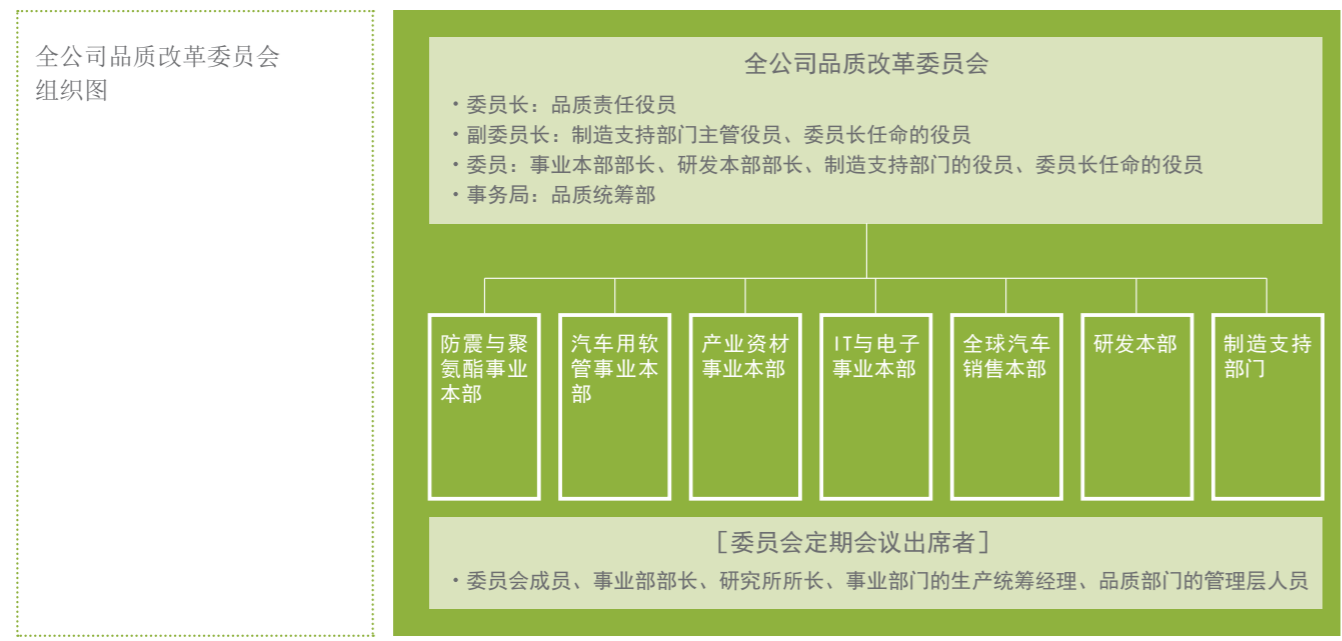 全公司品质改革委员会
组织图
全公司品质改革委员会
・委员长：品质责任役员
・副委员长：制造支持部门主管役员、委员长任命的役员
・委员：事业本部部长、研发本部部长、制造支持部门的役员、委员长任命的役员
・事务局：品质统筹部
防震与聚
氨酯事业
本部
汽车用软
管事业本
部
产业资材
事业本部
IT与电子
事业本部
全球汽车
销售本部
研发本部
制造支持
部门
［委员会定期会议出席者］
・委员会成员、事业部部长、研究所所长、事业部门的生产统筹经理、品质部门的管理层人员